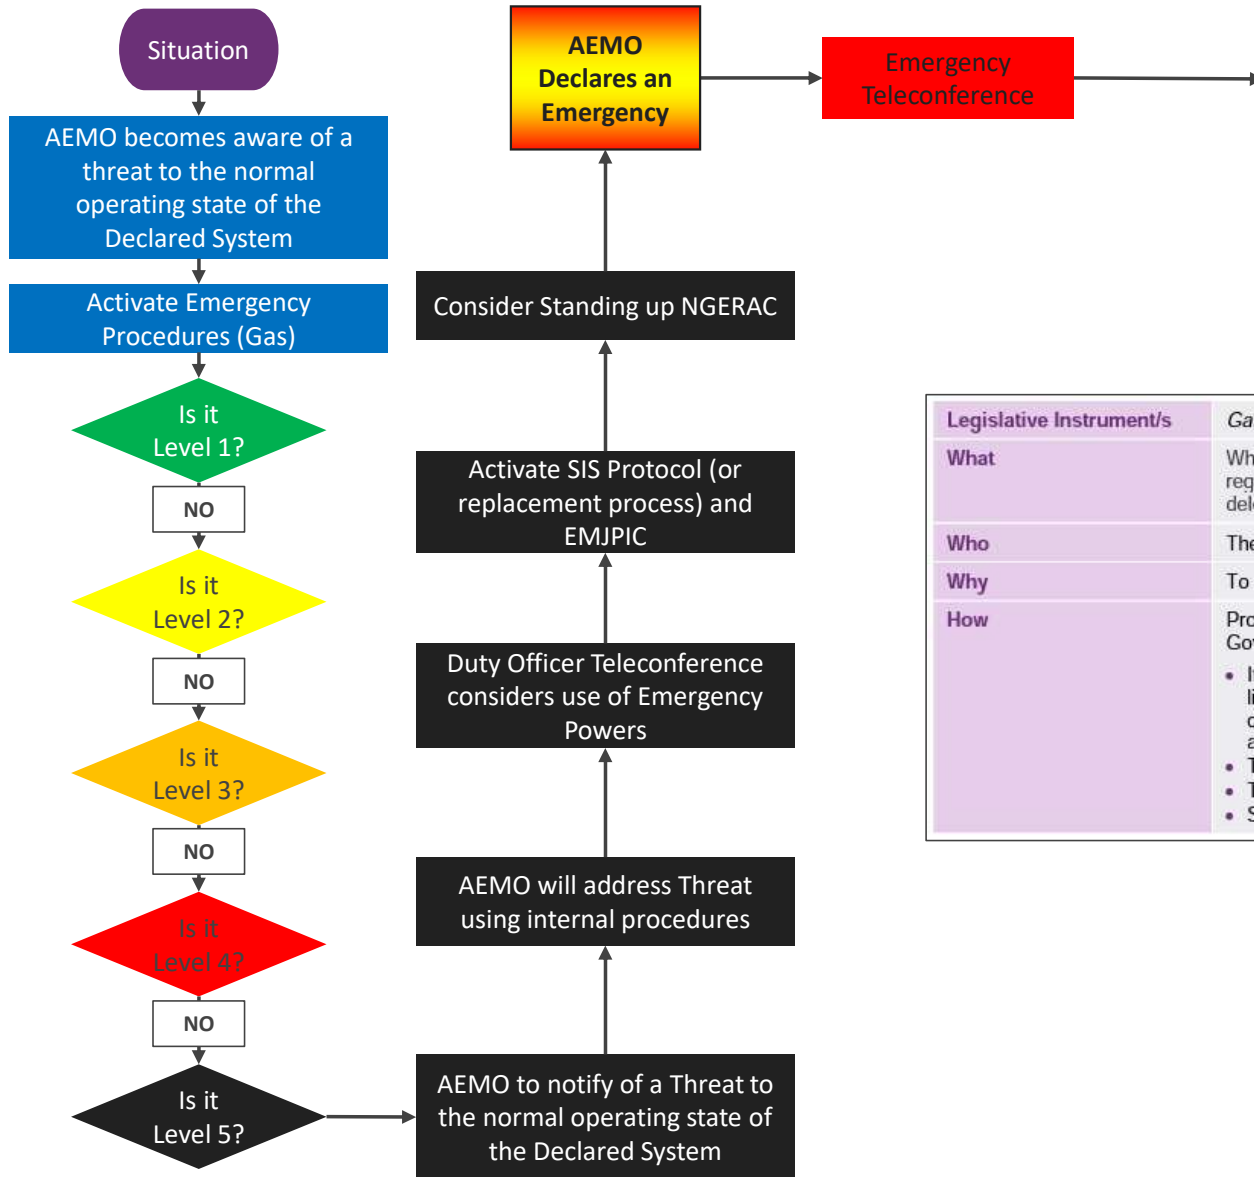 Situation
AEMO becomes aware of a
threat to the normal
operating state of the
Declared System
Activate Emergency
Procedures (Gas)
Is it
Level 1?
NO
Is it
Level 2?
NO
Is it
Level 3?
NO
Is it
Level 4?
NO
Is it
Level 5?
AEMO to notify of a Threat to
the normal operating state of
the Declared System
AEMO will address Threat
using internal procedures
Duty Officer Teleconference
considers use of Emergency
Powers
Activate SIS Protocol (or
replacement process) and
EMJPIC
Consider Standing up NGERAC
AEMO
Declares an
Emergency
Emergency
Teleconference
Legislative Instrument/s
What
Who
The
Why
To
How